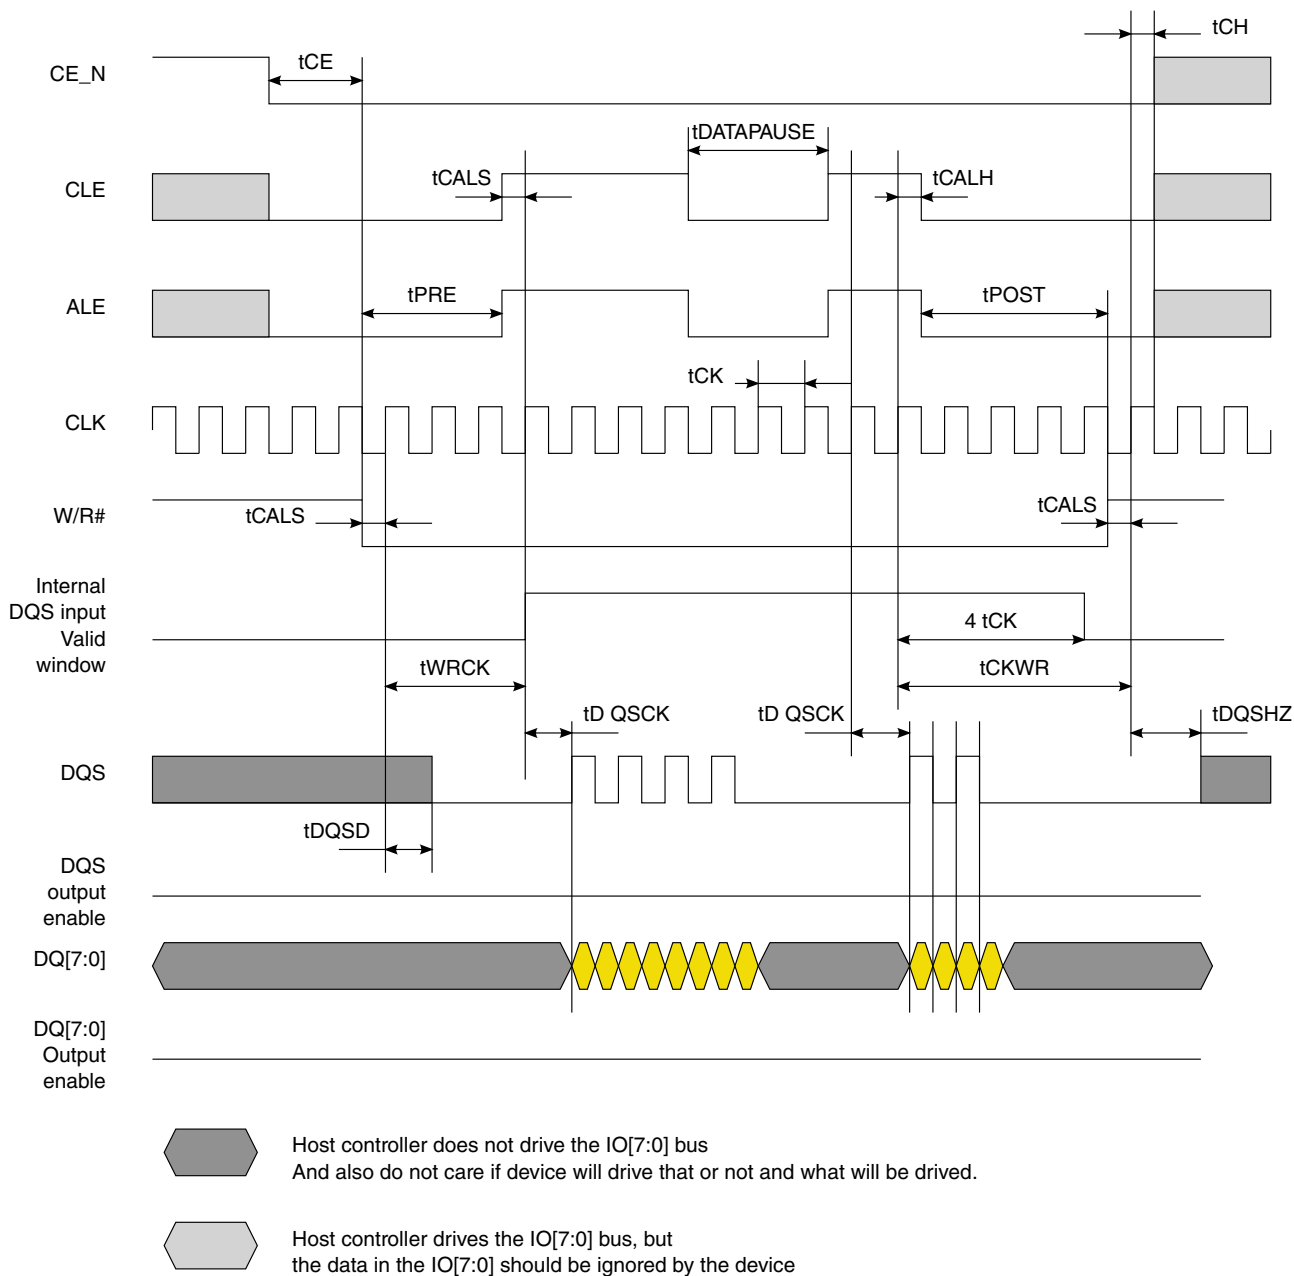 tCH
CE_N
tCE
tDATAPAUSE
CLE
tCALS
tCALH
ALE
tPRE
tPOST
tCK
CLK
W/R#
tCALS
tCALS
Internal
DQS input
Valid
window
4 tCK
tWRCK
tCKWR
tD QSCK
tD QSCK
tDQSHZ
DQS
tDQSD
DQS
output
enable
DQ[7:0]
DQ[7:0]
Output
enable
Host controller does not drive the IO[7:0] bus
And also do not care if device will drive that or not and what will be drived.
Host controller drives the IO[7:0] bus, but
the data in the IO[7:0] should be ignored by the device